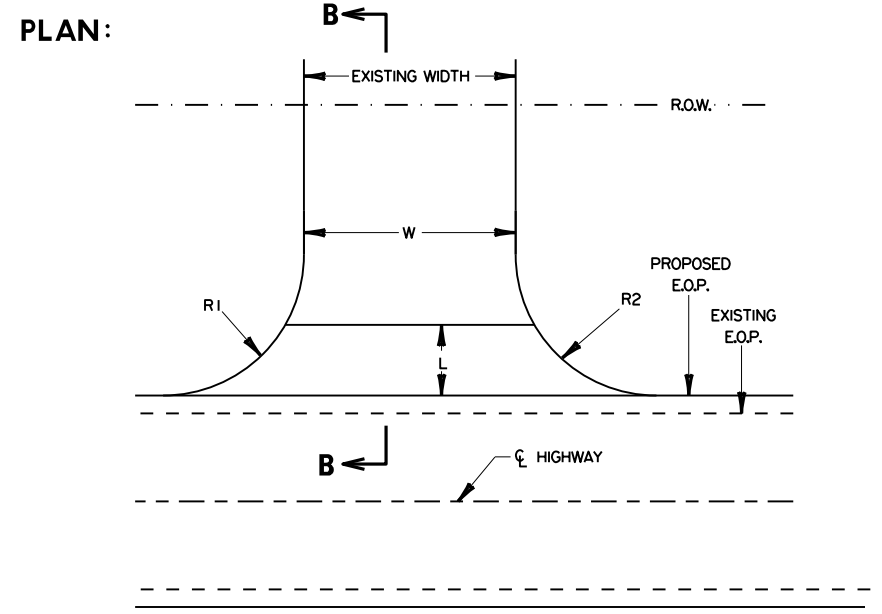 PLAN:
B
EXISTING WIDTH
R.O.W.
W
PROPOSED
E.O.P.
R1
R2
EXISTING
E.O.P.
L
B
℄ HIGHWAY